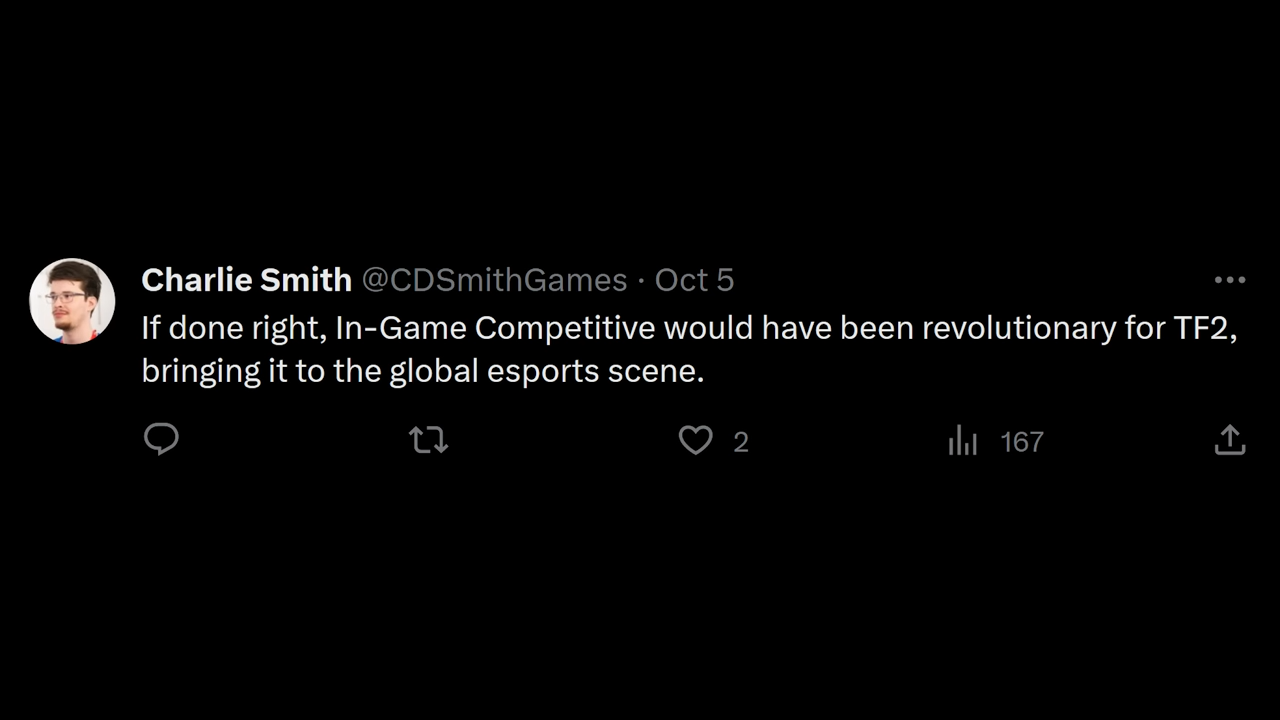 Charlie Smith @CDSmithGames · Oct 5
If done right, In-Game Competitive would have been revolutionary for TF2,
bringing it to the global esports scene.
2 167